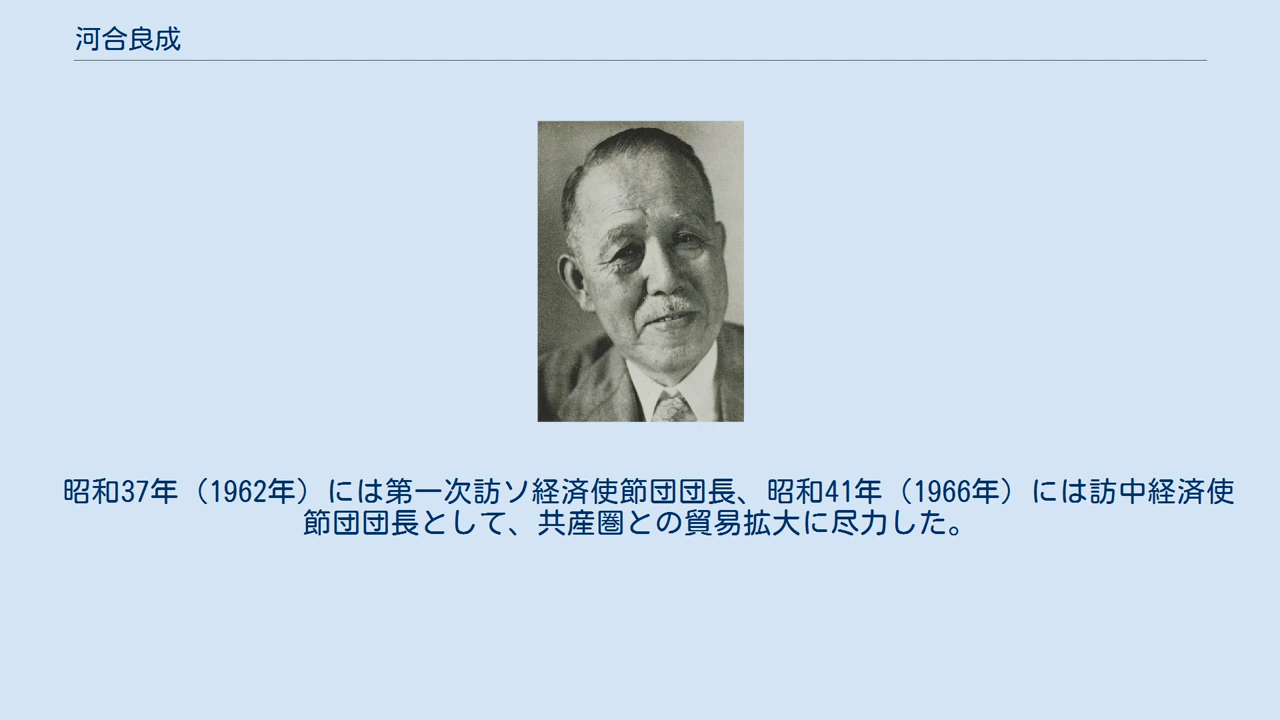 河合良成
昭和37年（1962年）には第一次訪ソ経済使節団団長、昭和41年（1966年）には訪中経済使
節団団長として、共産圏との貿易拡大に尽力した。